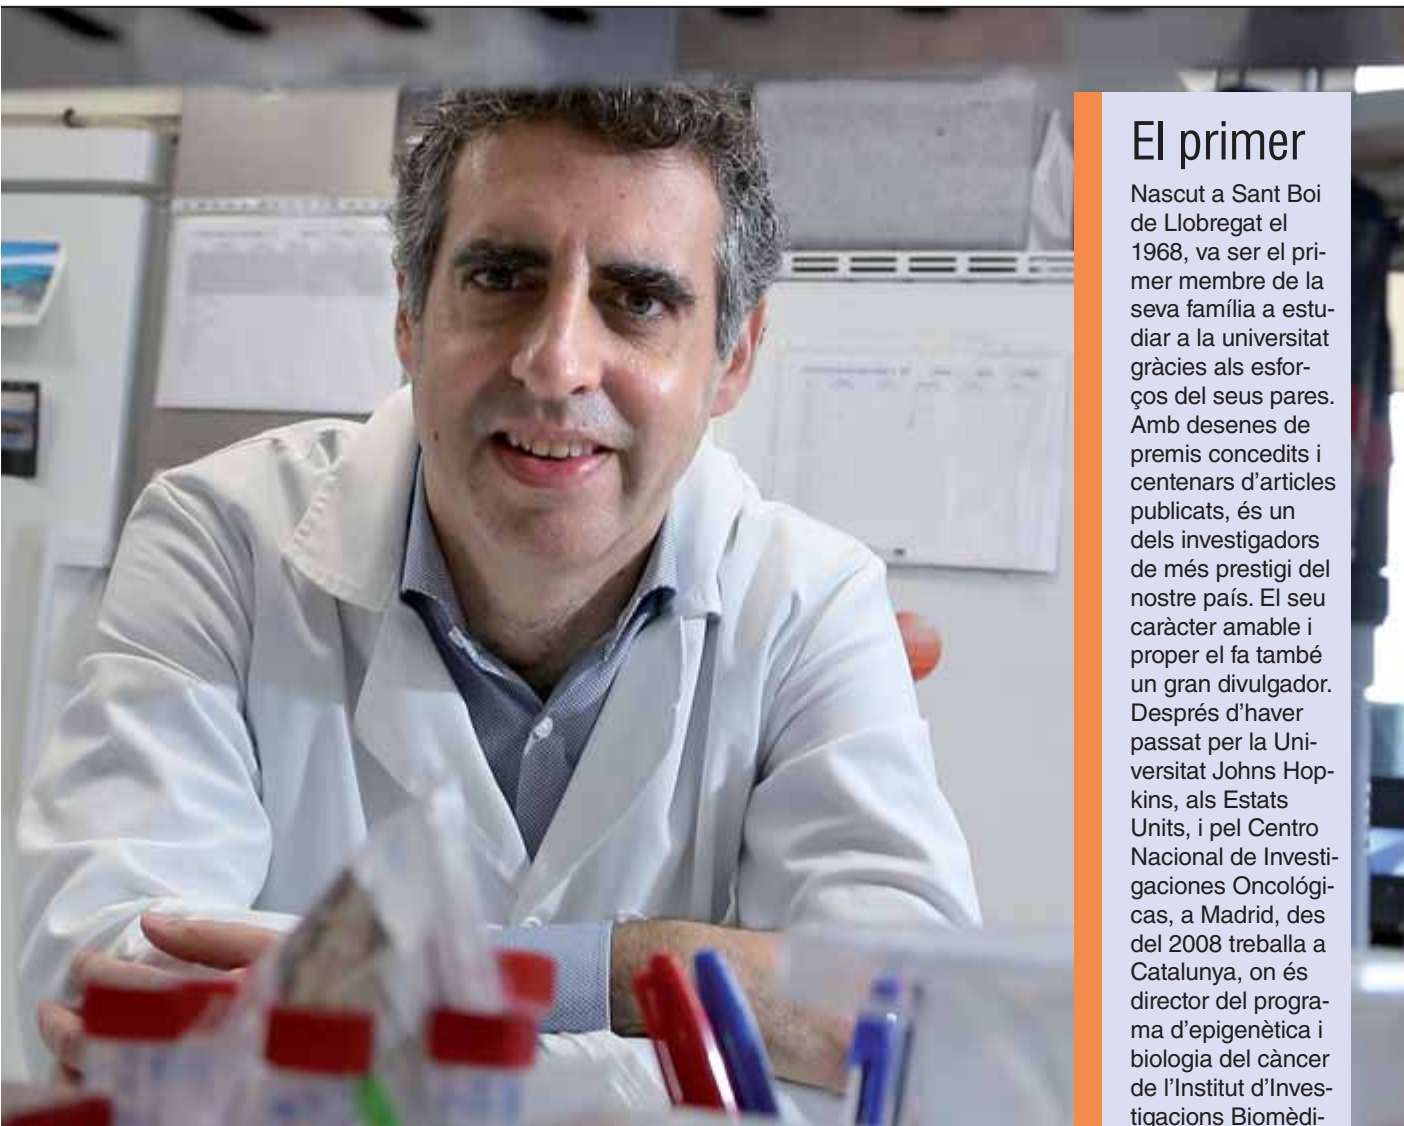 El primer
Nascut a Sant Boi
de Llobregat el
1968, va ser el pri-
mer membre de la
seva família a estu-
diar a la universitat
gràcies als esfor-
ços del seus pares.
Amb desenes de
premis concedits i
centenars d’articles
publicats, és un
dels investigadors
de més prestigi del
nostre país. El seu
caràcter amable i
proper el fa també
un gran divulgador.
Després d’haver
passat per la Uni-
versitat Johns Hop-
kins, als Estats
Units, i pel Centro
Nacional de Investi-
gaciones Oncológi-
cas, a Madrid, des
del 2008 treballa a
Catalunya, on és
director del progra-
ma d’epigenètica i
biologia del càncer
de l’Institut d’Inves-
tigacions Biomèdi-